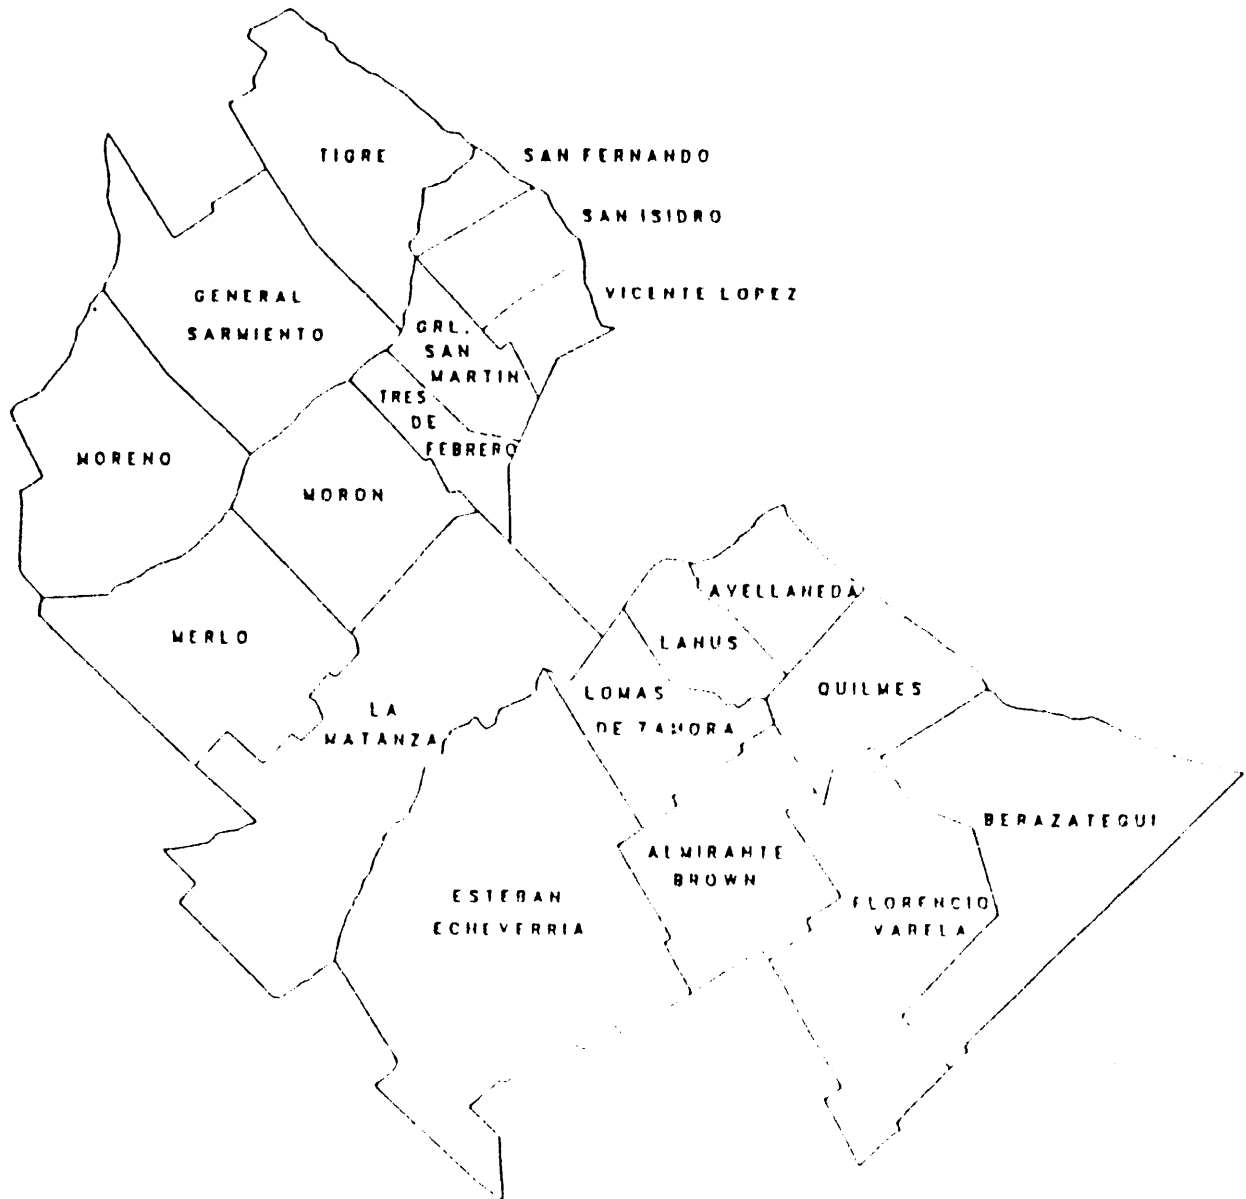 TIGRE
SAN FERNANDO
SAN ISIDRO
VICENTE LOPEZ
GENERAL
SARMIENTO
GRL.
SAN
MARTIN
TRES
DE
FEBRERO
MORENO
MORON
AVELLANEDA
MERLO
LANUS
LOMAS
DE ZAMORA
QUILMES
LA
MATANZA
BERAZATEGUI
ALMIRANTE
BROWN
ESTEBAN
ECHEVERRIA
FLORENCIO
VARELA